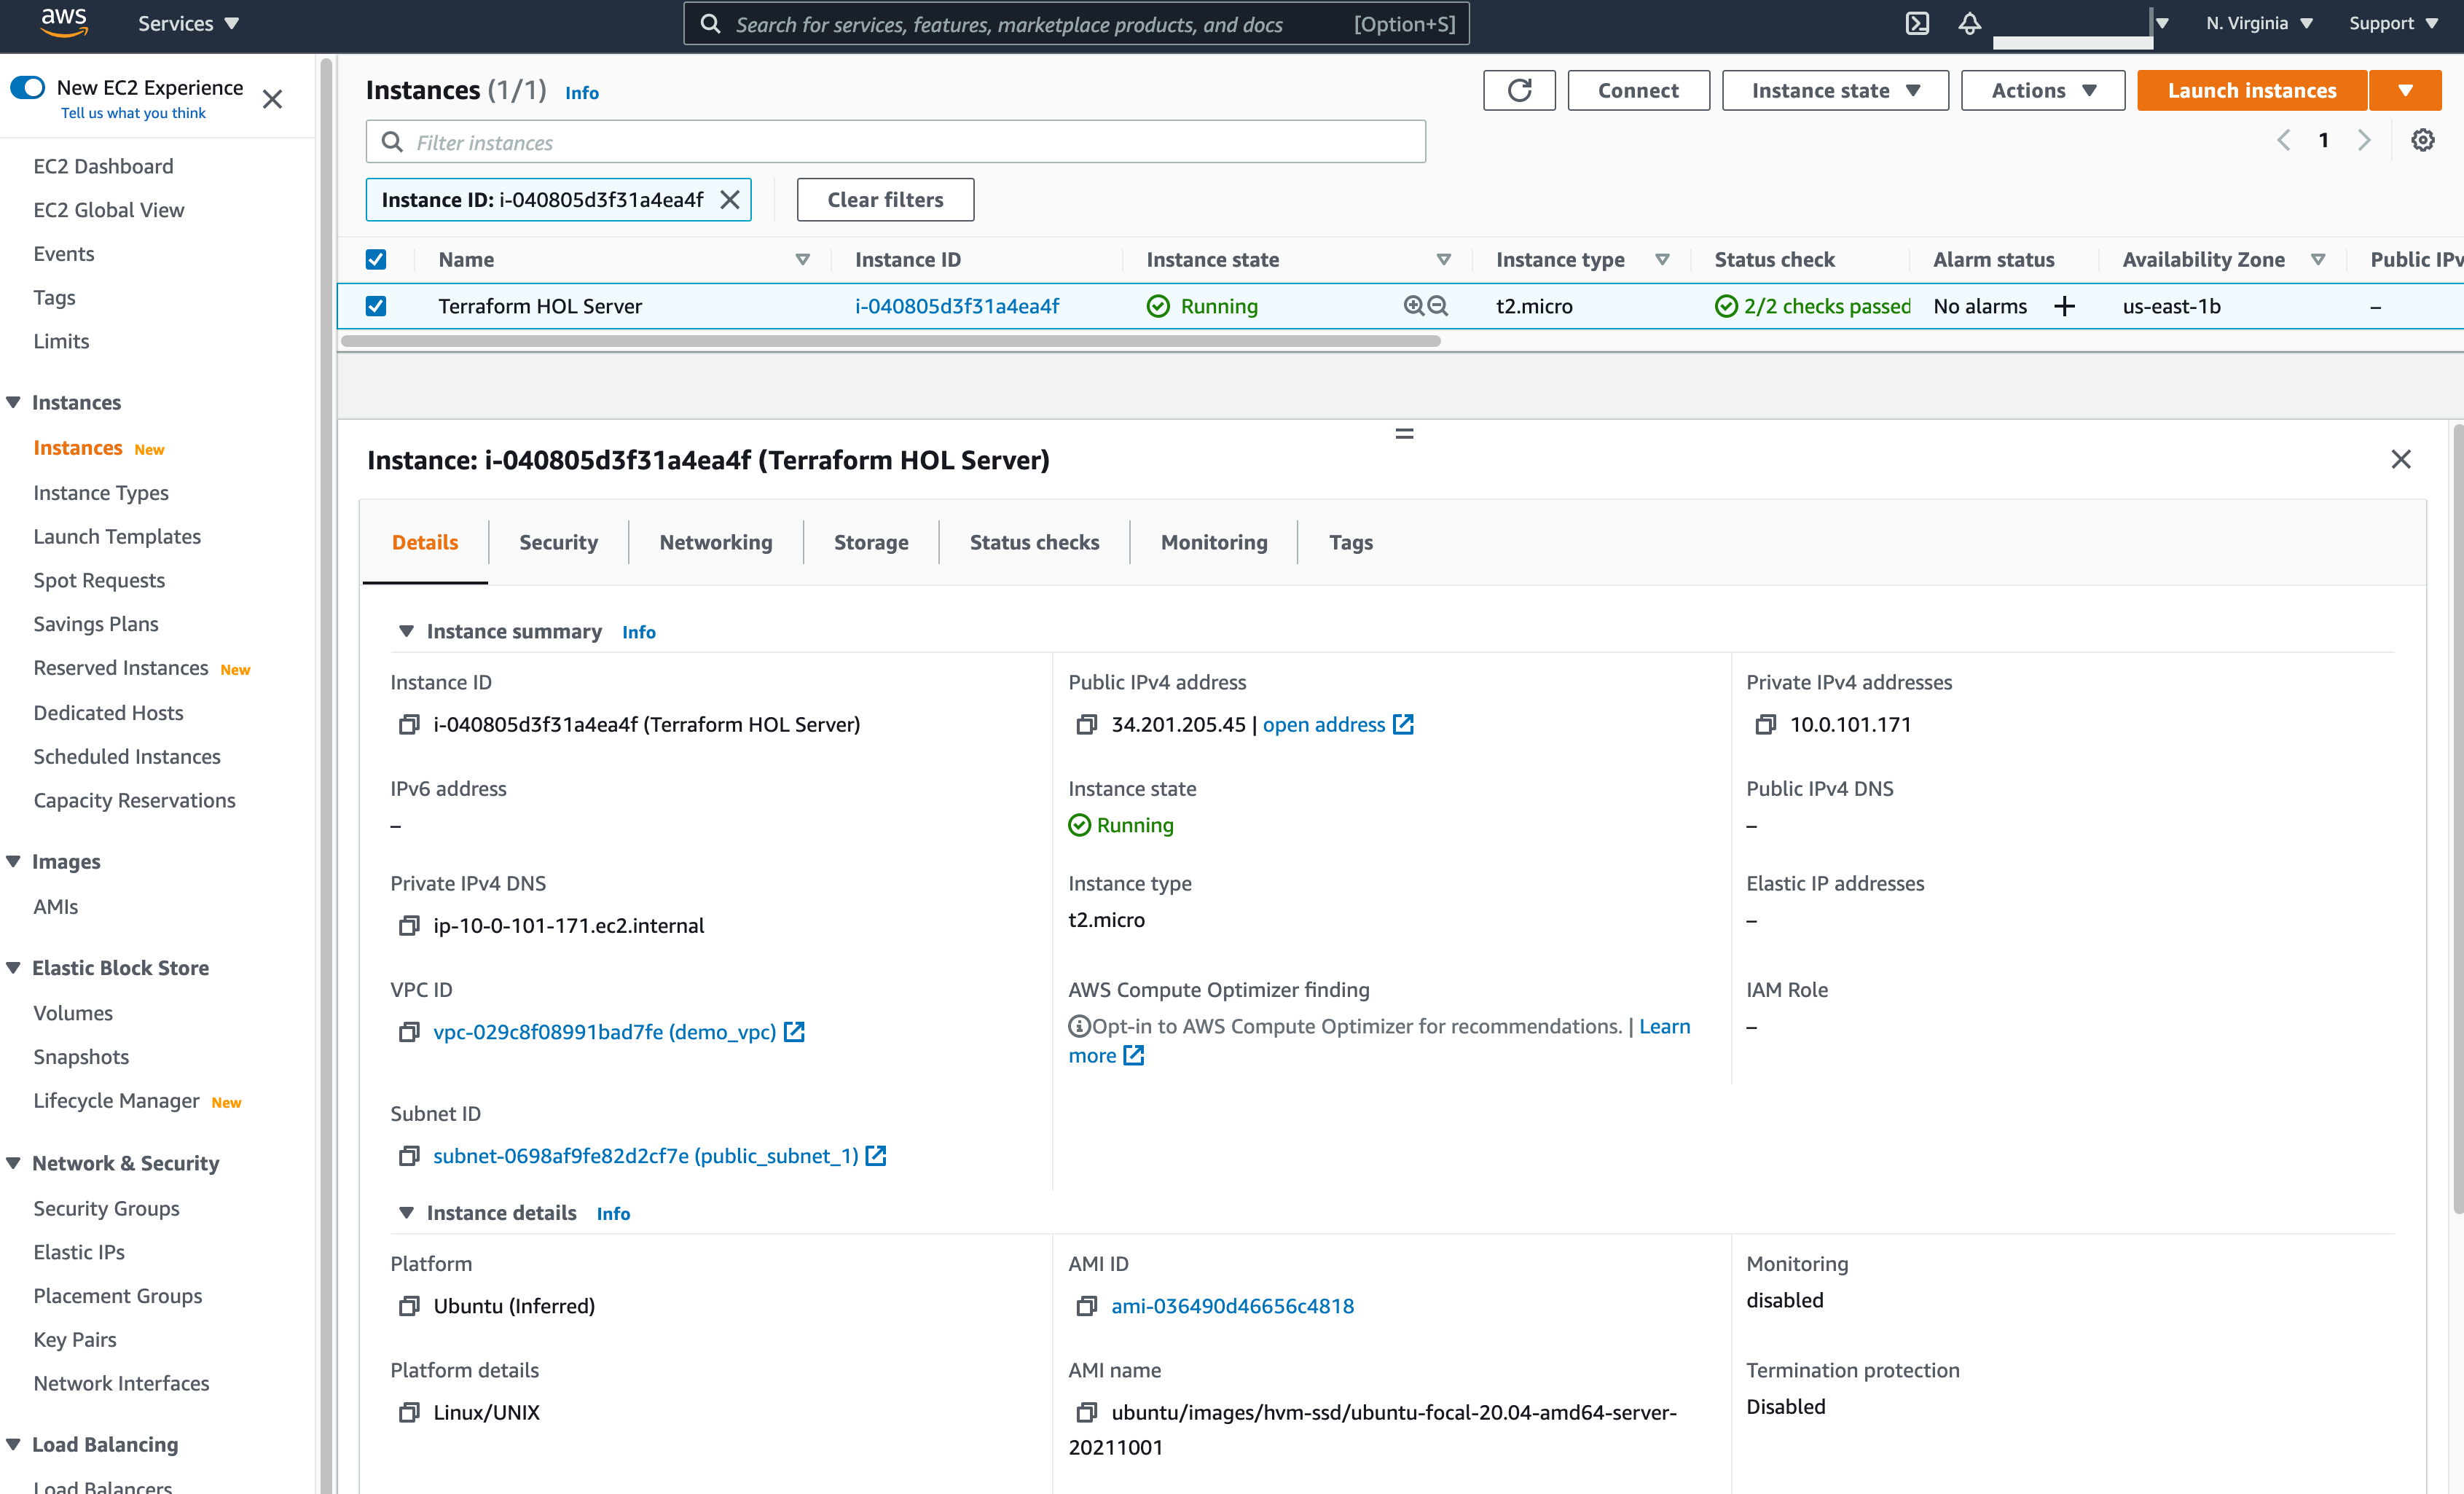 aws Services Search for services, features, marketplace products, and docs [Option+S] N. Virginia Support
New EC2 Experience
Tell us what you think
EC2 Dashboard
EC2 Global View
Events
Tags
Limits
Instances
Instances New
Instance Types
Launch Templates
Spot Requests
Savings Plans
Reserved Instances New
Dedicated Hosts
Scheduled Instances
Capacity Reservations
Images
AMIs
Elastic Block Store
Volumes
Snapshots
Lifecycle Manager New
Network & Security
Security Groups
Elastic IPs
Placement Groups
Key Pairs
Network Interfaces
Load Balancing
Load Balancers
Instances (1/1) Info Connect Instance state Actions Launch instances
Filter instances 1
Instance ID: i-040805d3f31a4ea4f Clear filters
Name Instance ID Instance state Instance type Status check Alarm status Availability Zone Public IPv
Terraform HOL Server i-040805d3f31a4ea4f Running t2.micro 2/2 checks passed No alarms + us-east-1b –
Instance: i-040805d3f31a4ea4f (Terraform HOL Server)
Details Security Networking Storage Status checks Monitoring Tags
Instance summary Info
Instance ID Public IPv4 address Private IPv4 addresses
i-040805d3f31a4ea4f (Terraform HOL Server) 34.201.205.45 | open address 10.0.101.171
IPv6 address Instance state Public IPv4 DNS
– Running –
Private IPv4 DNS Instance type Elastic IP addresses
ip-10-0-101-171.ec2.internal t2.micro –
VPC ID AWS Compute Optimizer finding IAM Role
vpc-029c8f08991bad7fe (demo_vpc) Opt-in to AWS Compute Optimizer for recommendations. | Learn –
more
Subnet ID
subnet-0698af9fe82d2cf7e (public_subnet_1)
Instance details Info
Platform AMI ID Monitoring
Ubuntu (Inferred) ami-036490d46656c4818 disabled
Platform details AMI name Termination protection
Linux/UNIX ubuntu/images/hvm-ssd/ubuntu-focal-20.04-amd64-server- Disabled
20211001